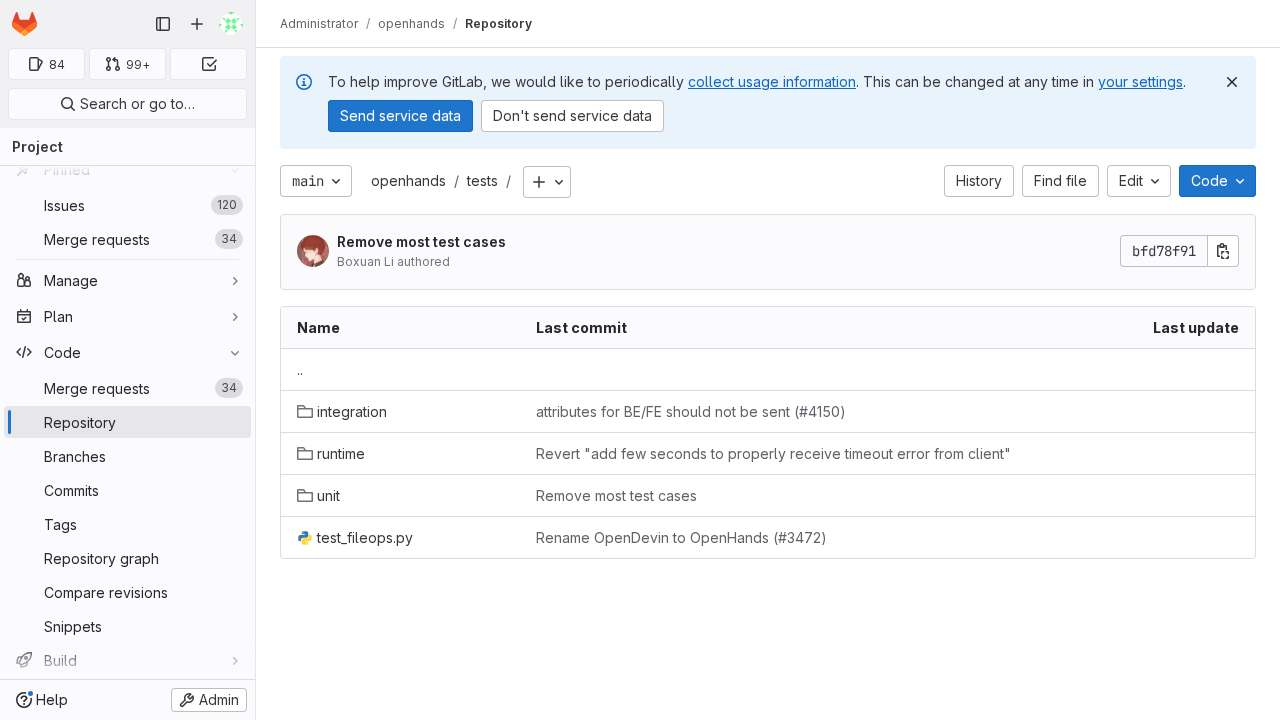 Administrator / openhands / Repository
84
99+
Search or go to…
Project
Pinned
Issues 120
Merge requests 34
Manage
Plan
Code
Merge requests 34
Repository
Branches
Commits
Tags
Repository graph
Compare revisions
Snippets
Build
Help
Admin
To help improve GitLab, we would like to periodically collect usage information. This can be changed at any time in your settings.
Send service data Don't send service data
main openhands / tests / History Find file Edit Code
Remove most test cases
Boxuan Li authored
bfd78f91
Name Last commit Last update
..
integration attributes for BE/FE should not be sent (#4150)
runtime Revert "add few seconds to properly receive timeout error from client"
unit Remove most test cases
test_fileops.py Rename OpenDevin to OpenHands (#3472)